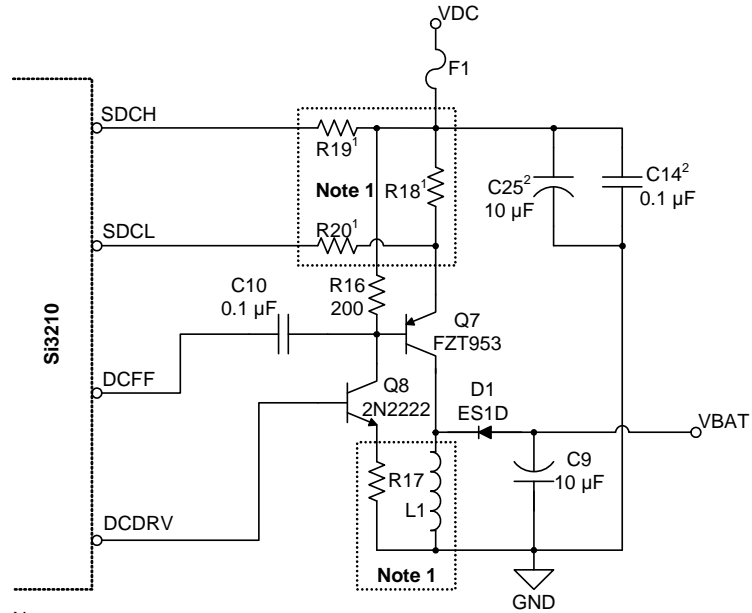 VDC
F1
SDCH
R19¹
Note 1
R18¹
C25²
10 µF
C14²
0.1 µF
SDCL
R20¹
C10
0.1 µF
R16
200
Si3210
Q7
FZT953
DCFF
Q8
2N2222
D1
ES1D
VBAT
R17
L1
C9
10 µF
DCDRV
Note 1
GND